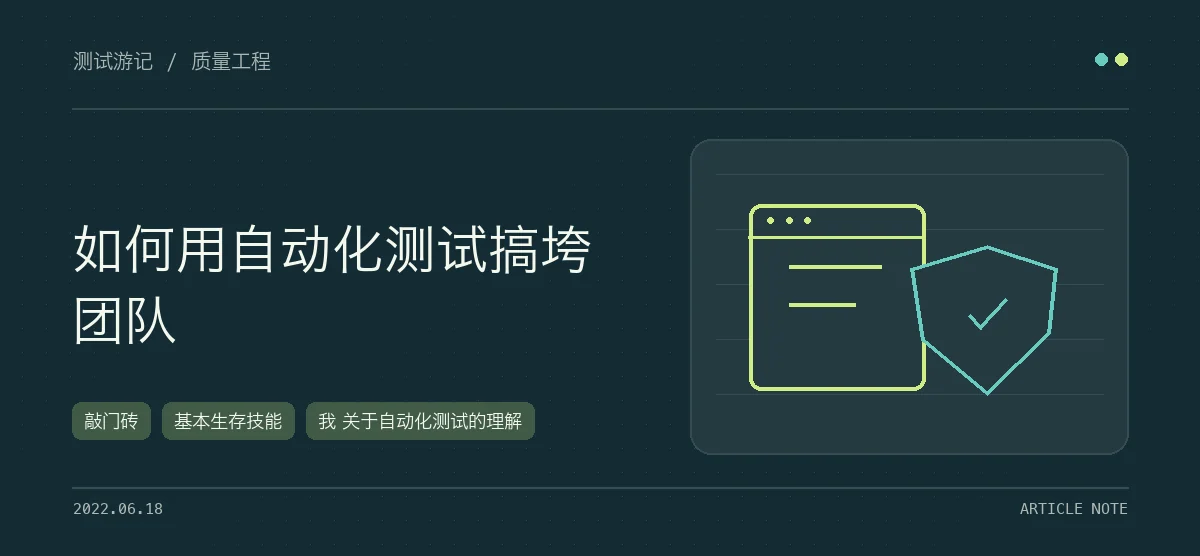 测试游记 / 质量工程
如何用自动化测试搞垮
团队
敲门砖 基本生存技能 我 关于自动化测试的理解
2022.06.18 ARTICLE NOTE